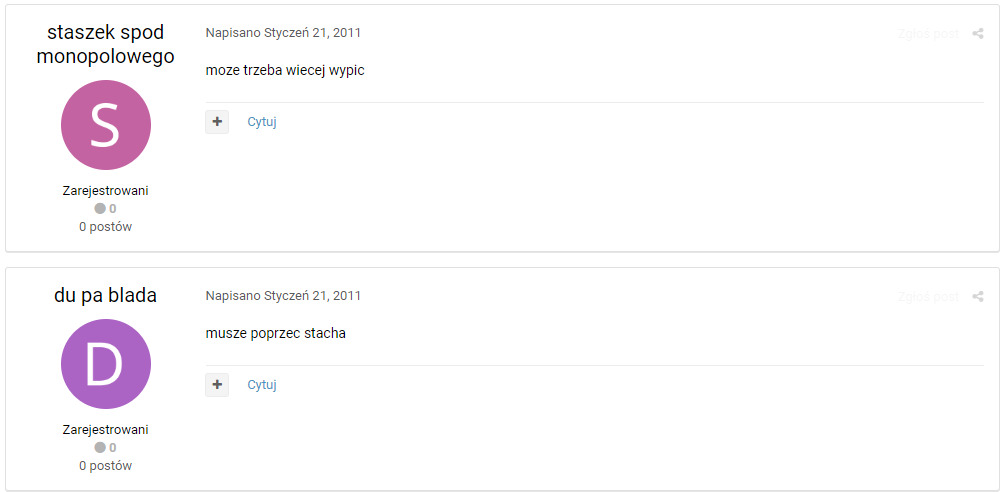 staszek spod
monopolowego
Napisano Styczeń 21, 2011
Zgłoś post
moze trzeba wiecej wypic
S
+ Cytuj
Zarejestrowani
0
0 postów
du pa blada
Napisano Styczeń 21, 2011
Zgłoś post
musze poprzec stacha
D
+ Cytuj
Zarejestrowani
0
0 postów